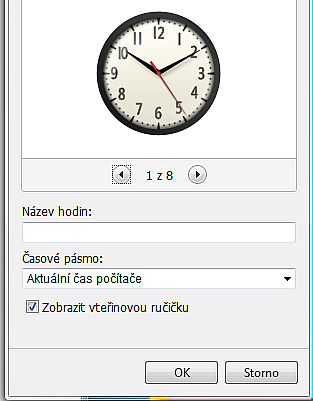 12
1
2
3
4
5
6
7
8
9
10
11
1 z 8
Název hodin:
Časové pásmo:
Aktuální čas počítače
Zobrazit vteřinovou ručičku
OK
Storno